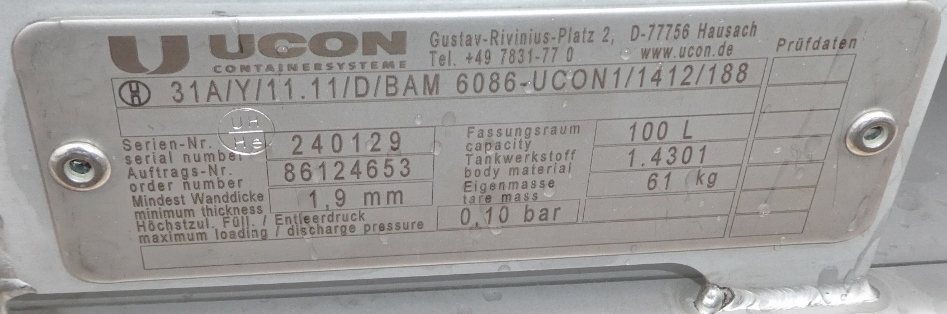 UCON
CONTAINERSYSTEME
Gustav-Rivinius-Platz 2, D-77756 Hausach
Tel. +49 7831-77 0 www.ucon.de
Prüfdaten
31A/Y/11.11/D/BAM 6086-UCON1/1412/188
UH
He
Serien-Nr.
serial number
240129
Auftrags-Nr.
order number
86124653
Mindest Wanddicke
minimum thickness
1,9 mm
Höchstzul. Füll. / Entleerdruck
maximum loading / discharge pressure
0,10 bar
Fassungsraum
capacity
100 L
Tankwerkstoff
body material
1.4301
Eigenmasse
tare mass
61 kg